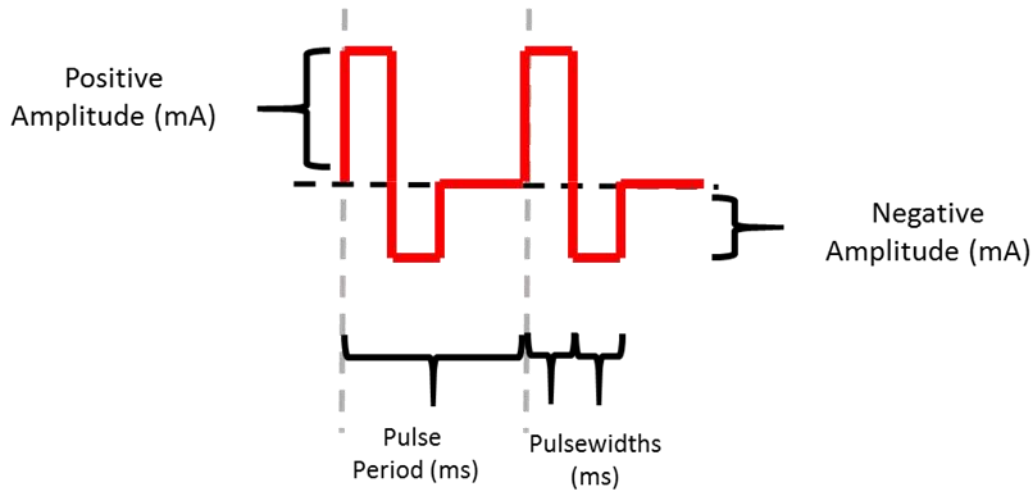 Positive
Amplitude (mA)
Negative
Amplitude (mA)
Pulse
Period (ms)
Pulsewidths
(ms)